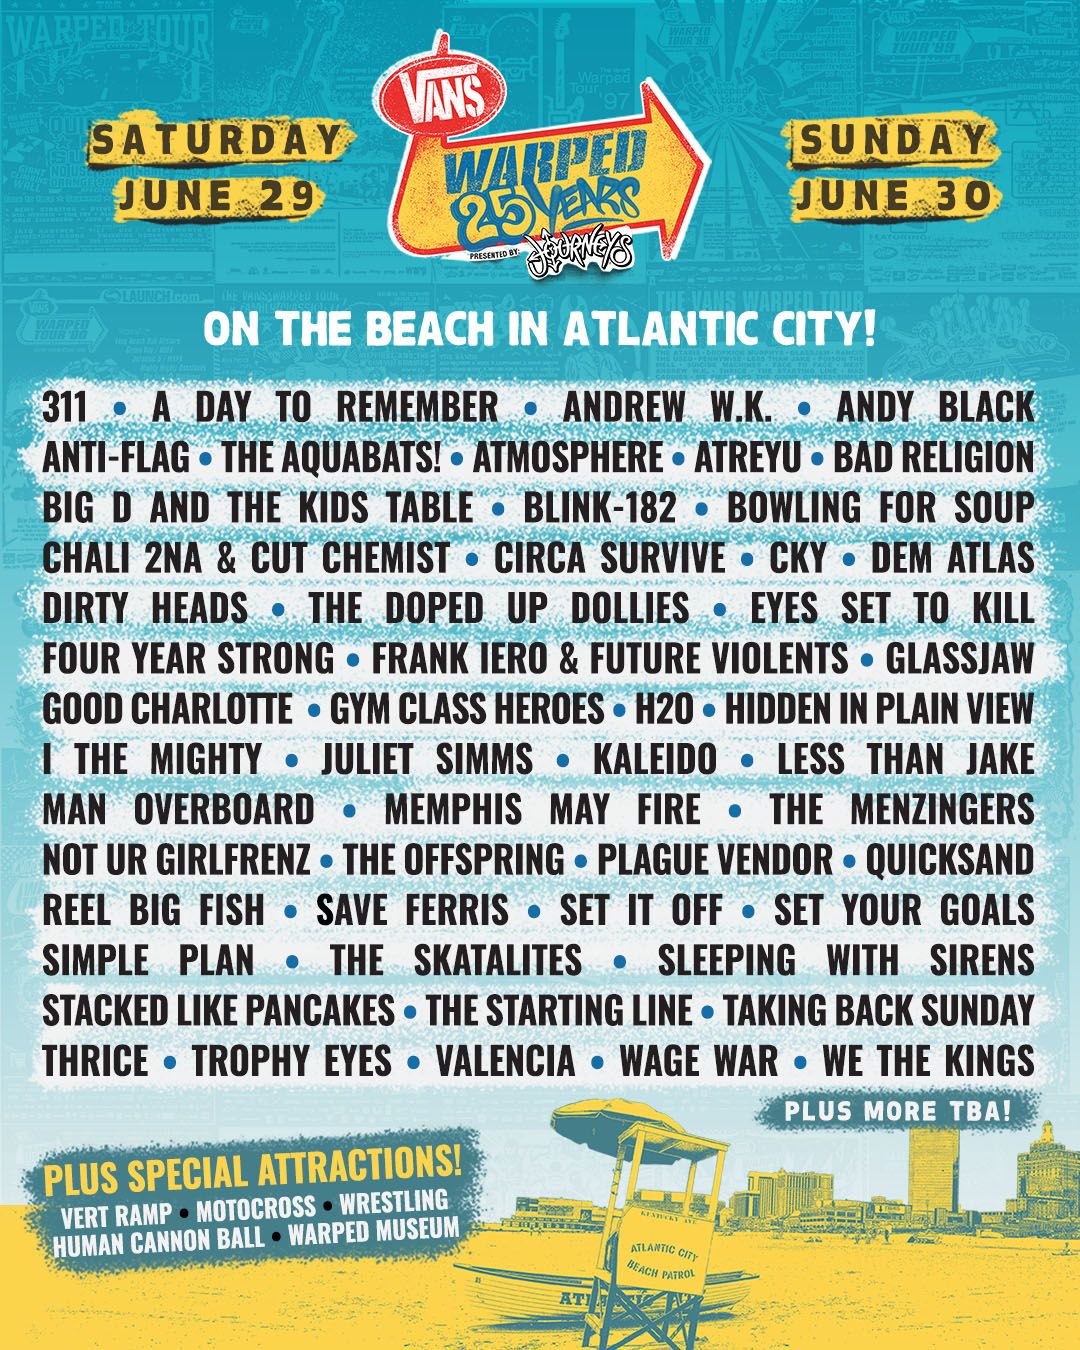 VANS
WARPED
25 YEARS
PRESENTED BY: JOURNEYS
SATURDAY
JUNE 29
SUNDAY
JUNE 30
ON THE BEACH IN ATLANTIC CITY!
311 • A DAY TO REMEMBER • ANDREW W.K. • ANDY BLACK
ANTI-FLAG • THE AQUABATS! • ATMOSPHERE • ATREYU • BAD RELIGION
BIG D AND THE KIDS TABLE • BLINK-182 • BOWLING FOR SOUP
CHALI 2NA & CUT CHEMIST • CIRCA SURVIVE • CKY • DEM ATLAS
DIRTY HEADS • THE DOPED UP DOLLIES • EYES SET TO KILL
FOUR YEAR STRONG • FRANK IERO & FUTURE VIOLENTS • GLASSJAW
GOOD CHARLOTTE • GYM CLASS HEROES • H2O • HIDDEN IN PLAIN VIEW
I THE MIGHTY • JULIET SIMMS • KALEIDO • LESS THAN JAKE
MAN OVERBOARD • MEMPHIS MAY FIRE • THE MENZINGERS
NOT UR GIRLFRENZ • THE OFFSPRING • PLAGUE VENDOR • QUICKSAND
REEL BIG FISH • SAVE FERRIS • SET IT OFF • SET YOUR GOALS
SIMPLE PLAN • THE SKATALITES • SLEEPING WITH SIRENS
STACKED LIKE PANCAKES • THE STARTING LINE • TAKING BACK SUNDAY
THRICE • TROPHY EYES • VALENCIA • WAGE WAR • WE THE KINGS
PLUS MORE TBA!
PLUS SPECIAL ATTRACTIONS!
VERT RAMP • MOTOCROSS • WRESTLING
HUMAN CANNON BALL • WARPED MUSEUM
KENTUCKY AVE
ATLANTIC CITY
BEACH PATROL